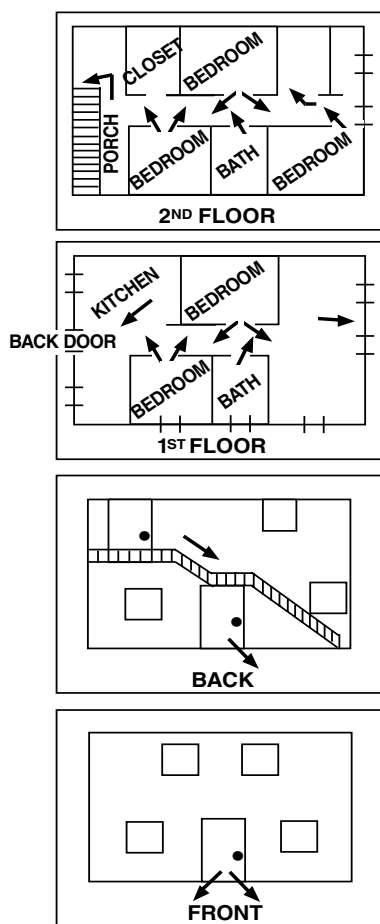 CLOSET
BEDROOM
PORCH
BEDROOM
BATH
BEDROOM
2ND FLOOR
KITCHEN
BEDROOM
BACK DOOR
BEDROOM
BATH
1ST FLOOR
BACK
FRONT